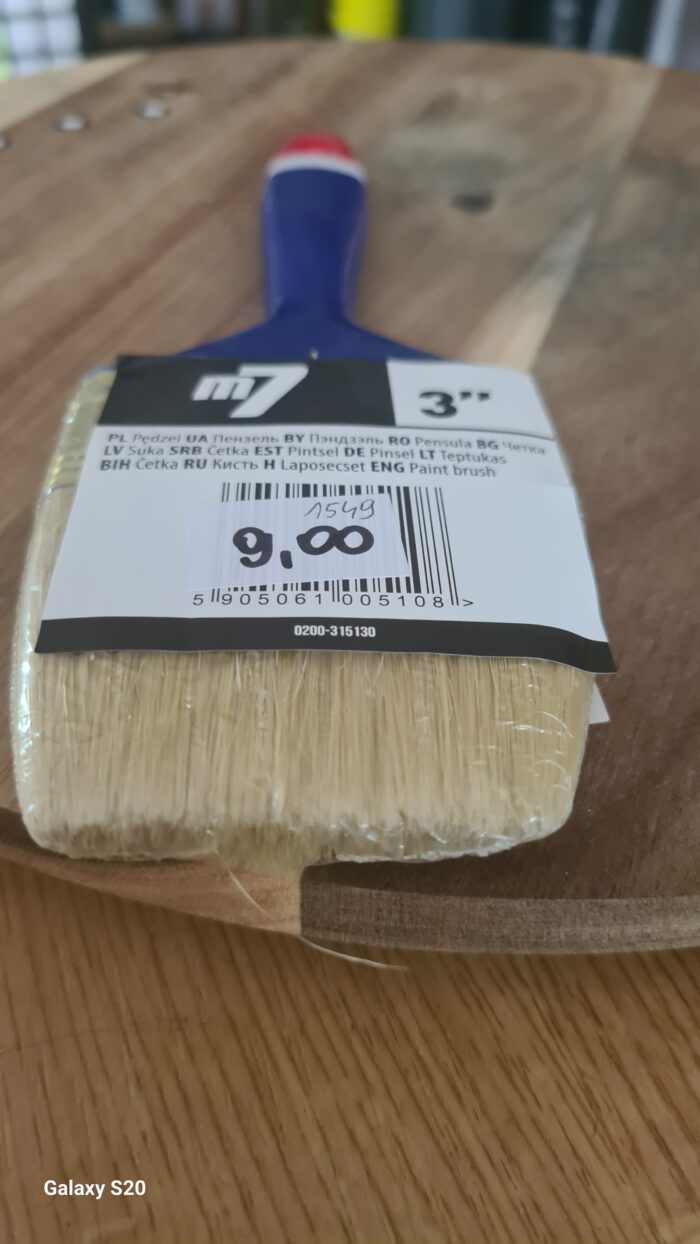 m7
3"
PL Pędzel UA Пензель BY Пэндзэль RO Pensula BG Четка
LV Suka SRB Četka EST Pintsel DE Pinsel LT Teptukas
BIH Četka RU Кисть H Laposecset ENG Paint brush
1549
9,00
5 905061 005108 >
0200-315130
Galaxy S20